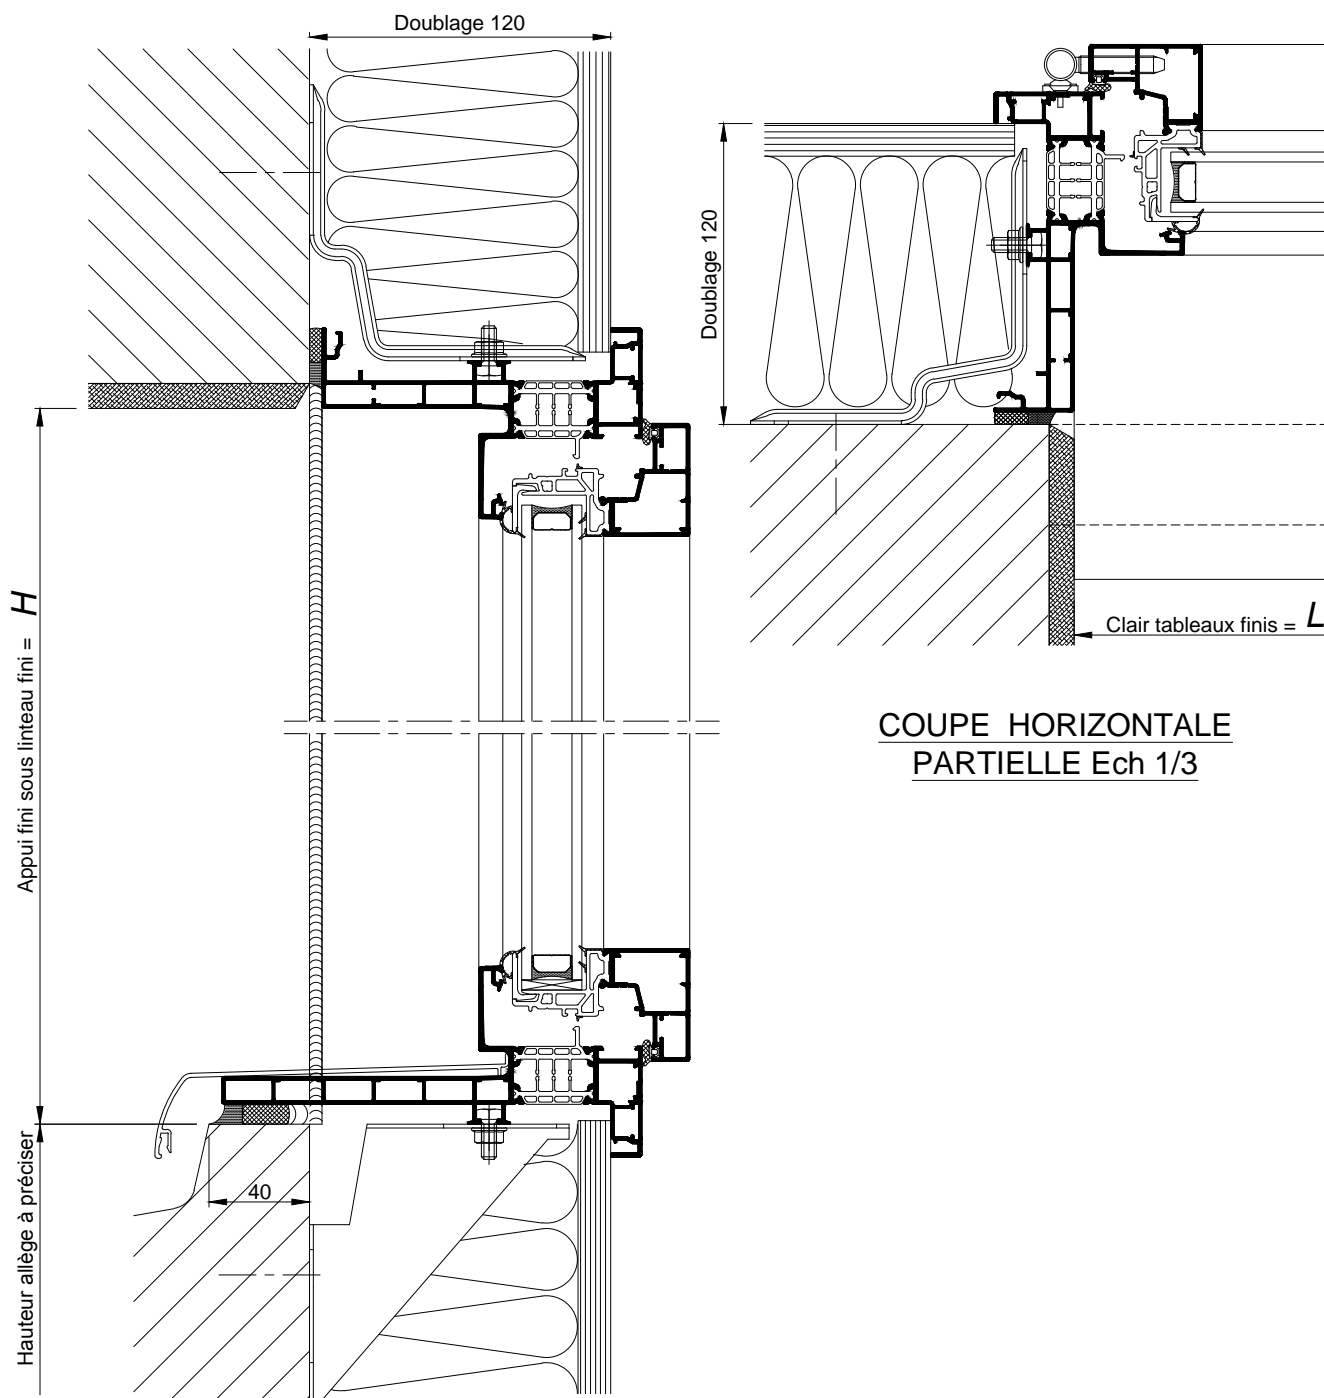 Doublage 120
Doublage 120
Appui fini sous linteau fini = H
Clair tableaux finis = L
COUPE HORIZONTALE
PARTIELLE Ech 1/3
40
Hauteur allège à préciser